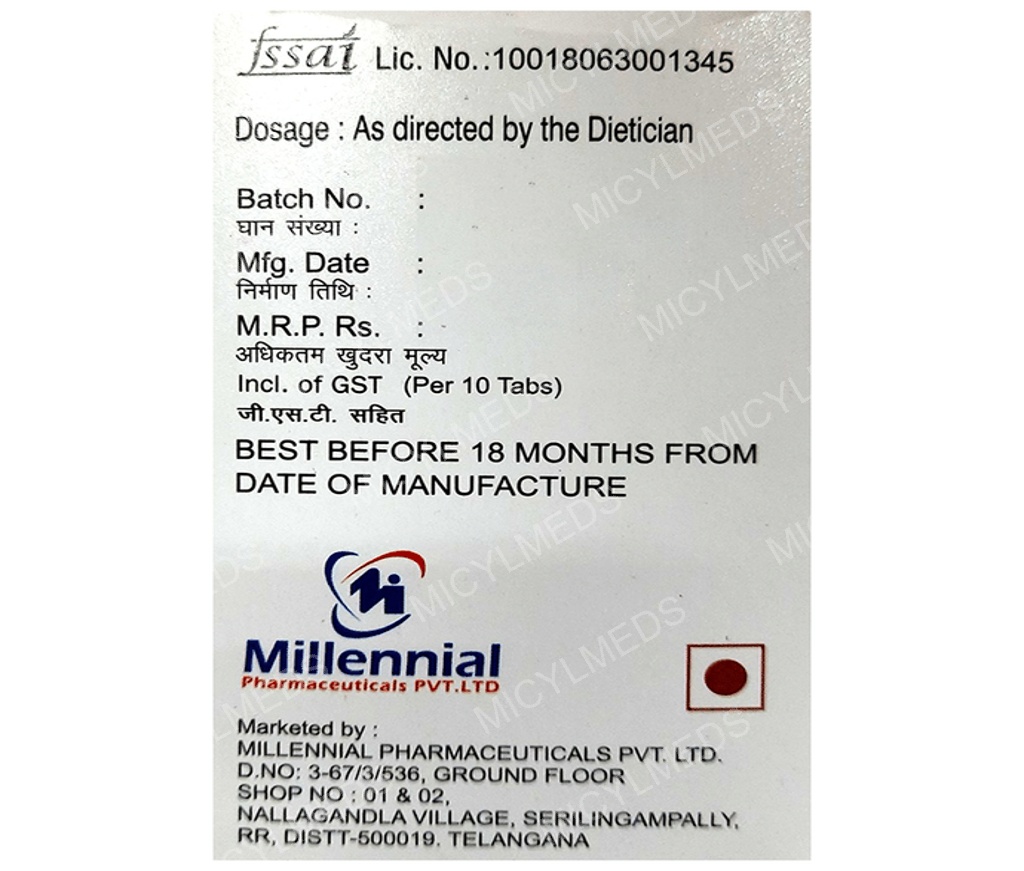 fssai Lic. No.:10018063001345
Dosage : As directed by the Dietician
Batch No. :
घान संख्या :
Mfg. Date :
निर्माण तिथि :
M.R.P. Rs. :
अधिकतम खुदरा मूल्य
Incl. of GST (Per 10 Tabs)
जी.एस.टी. सहित
BEST BEFORE 18 MONTHS FROM
DATE OF MANUFACTURE
Mi
Millennial
Pharmaceuticals PVT.LTD
Marketed by :
MILLENNIAL PHARMACEUTICALS PVT. LTD.
D.NO: 3-67/3/536, GROUND FLOOR
SHOP NO : 01 & 02,
NALLAGANDLA VILLAGE, SERILINGAMPALLY,
RR, DISTT-500019. TELANGANA
MICYLMEDS